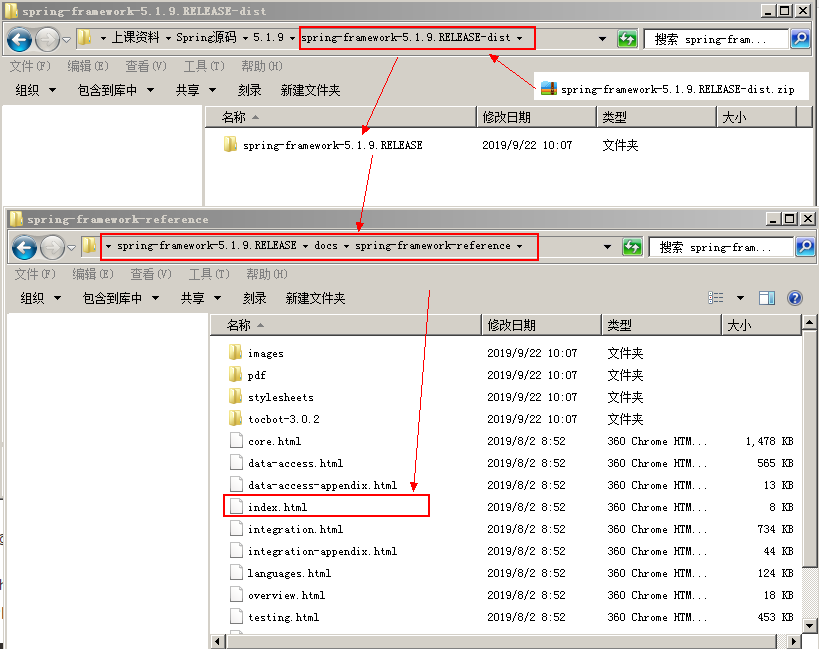 spring-framework-5.1.9.RELEASE-dist
上课资料 Spring源码 5.1.9 spring-framework-5.1.9.RELEASE-dist 搜索 spring-fram...
文件(F) 编辑(E) 查看(V) 工具(T) 帮助(H)
组织 包含到库中 共享 刻录 新建文件夹
spring-framework-5.1.9.RELEASE-dist.zip
名称 修改日期 类型 大小
spring-framework-5.1.9.RELEASE 2019/9/22 10:07 文件夹
spring-framework-reference
spring-framework-5.1.9.RELEASE docs spring-framework-reference 搜索 spring-fram...
文件(F) 编辑(E) 查看(V) 工具(T) 帮助(H)
组织 包含到库中 共享 刻录 新建文件夹
名称 修改日期 类型 大小
images 2019/9/22 10:07 文件夹
pdf 2019/9/22 10:07 文件夹
stylesheets 2019/9/22 10:07 文件夹
tocbot-3.0.2 2019/9/22 10:07 文件夹
core.html 2019/8/2 8:52 360 Chrome HTM... 1,478 KB
data-access.html 2019/8/2 8:52 360 Chrome HTM... 565 KB
data-access-appendix.html 2019/8/2 8:52 360 Chrome HTM... 13 KB
index.html 2019/8/2 8:52 360 Chrome HTM... 8 KB
integration.html 2019/8/2 8:52 360 Chrome HTM... 734 KB
integration-appendix.html 2019/8/2 8:52 360 Chrome HTM... 44 KB
languages.html 2019/8/2 8:52 360 Chrome HTM... 124 KB
overview.html 2019/8/2 8:52 360 Chrome HTM... 18 KB
testing.html 2019/8/2 8:52 360 Chrome HTM... 453 KB